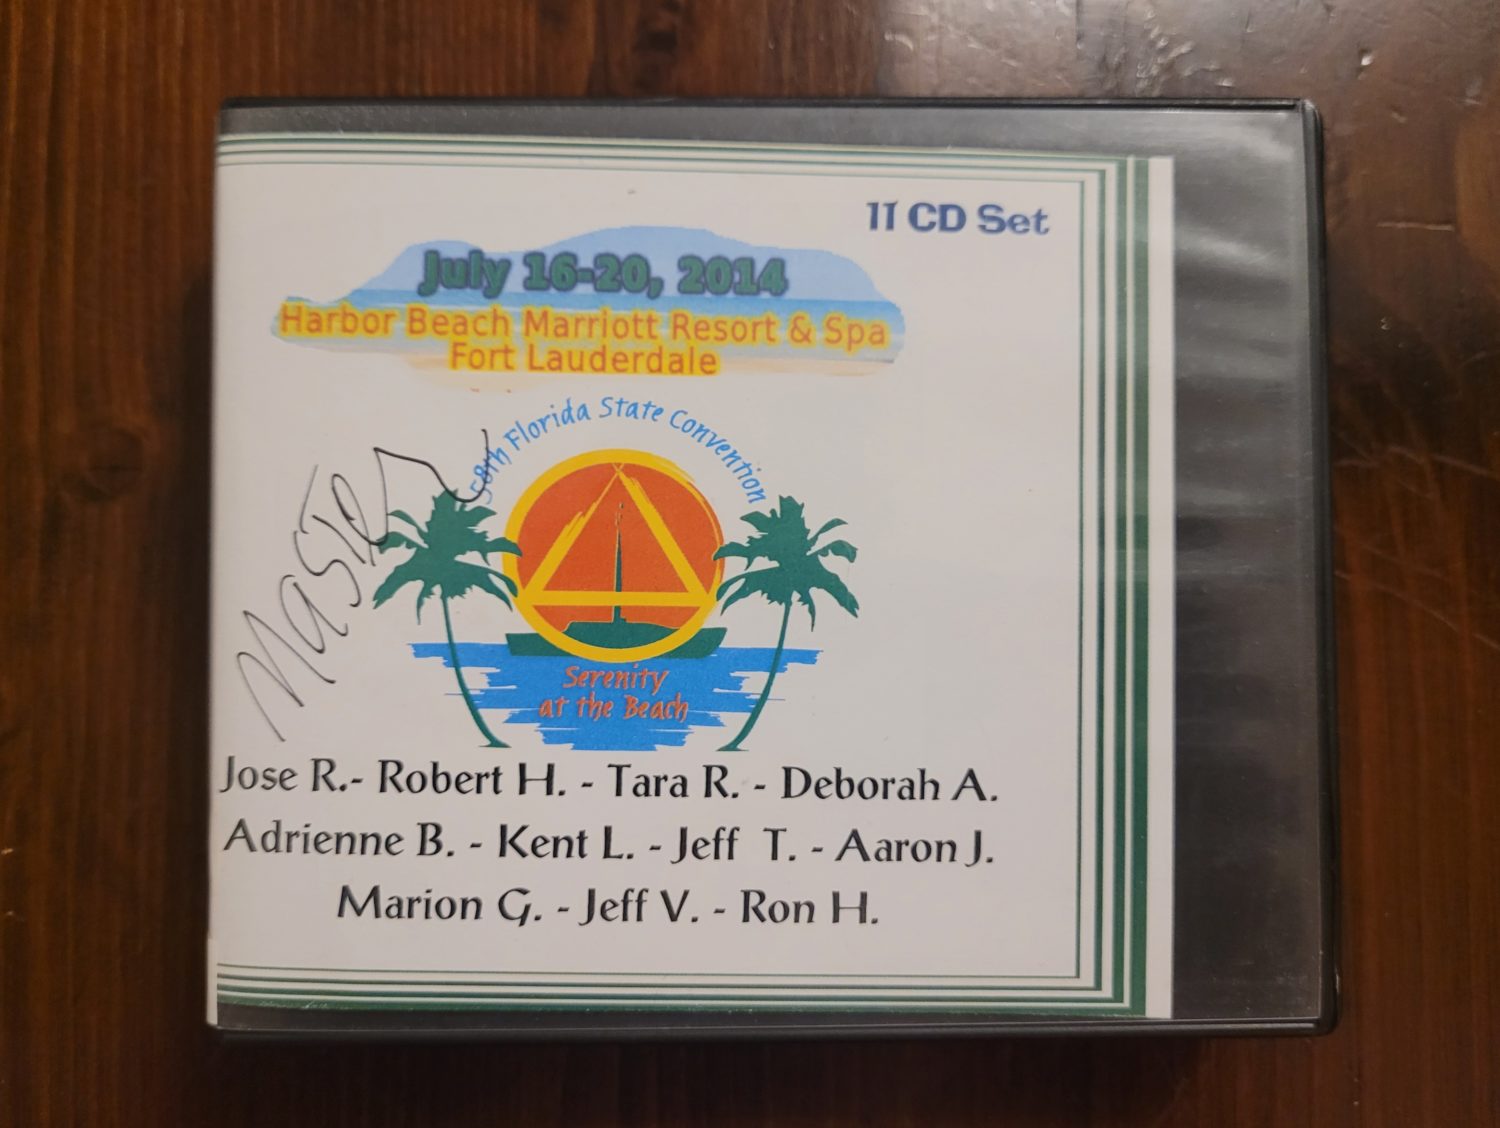 11 CD Set
July 16-20, 2014
Harbor Beach Marriott Resort & Spa
Fort Lauderdale
58th Florida State Convention
Master
Serenity
at the Beach
Jose R.- Robert H. - Tara R. - Deborah A.
Adrienne B. - Kent L. - Jeff T. - Aaron J.
Marion G. - Jeff V. - Ron H.